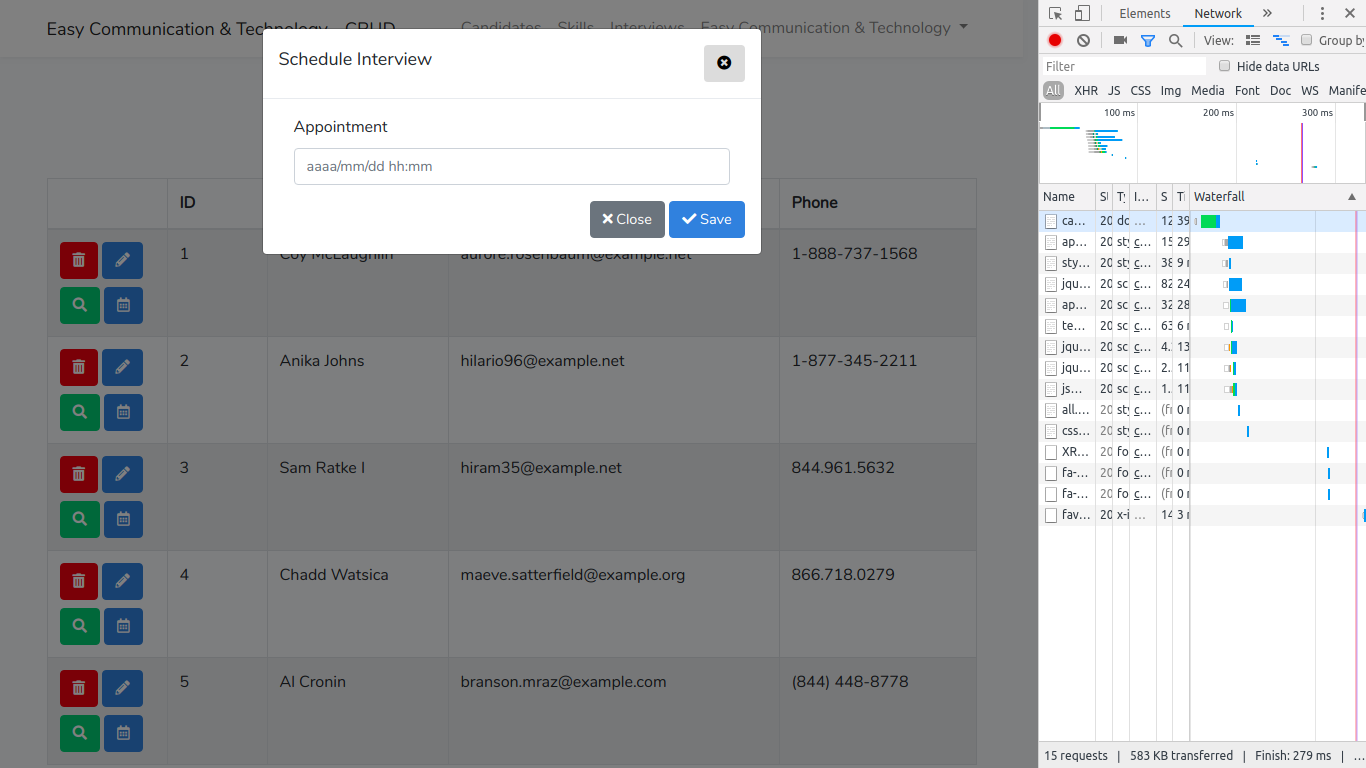 Easy Communication & Technology - CRUD Candidates Skills Interviews Easy Communication & Technology
Schedule Interview
Appointment
aaaa/mm/dd hh:mm
Close Save
ID Phone
1 Coy McLaughlin aurore.rosenbaum@example.net 1-888-737-1568
2 Anika Johns hilario96@example.net 1-877-345-2211
3 Sam Ratke I hiram35@example.net 844.961.5632
4 Chadd Watsica maeve.satterfield@example.org 866.718.0279
5 Al Cronin branson.mraz@example.com (844) 448-8778
Elements Network »
View: Group by
Filter Hide data URLs
All XHR JS CSS Img Media Font Doc WS Manife
100 ms 200 ms 300 ms
Name St Ty I... S Ti Waterfall
ca... 20 do ... 12 39
ap... 20 sty c... 15 29
sty... 20 sty c... 38 9 r
jqu... 20 sc c... 82 24
ap... 20 sc c... 32 28
te... 20 sc c... 63 6 r
jqu... 20 sc c... 4. 13
jqu... 20 sc c... 2.. 11
js... 20 sc c... 1.. 11
all.... 20 sty c... (fr 0 r
css... 20 sty c... (fr 0 r
XR... 20 fo c... (fr 0 r
fa-... 20 fo c... (fr 0 r
fa-... 20 fo c... (fr 0 r
fav... 20 x-i ... 14 3 r
15 requests | 583 KB transferred | Finish: 279 ms | ...